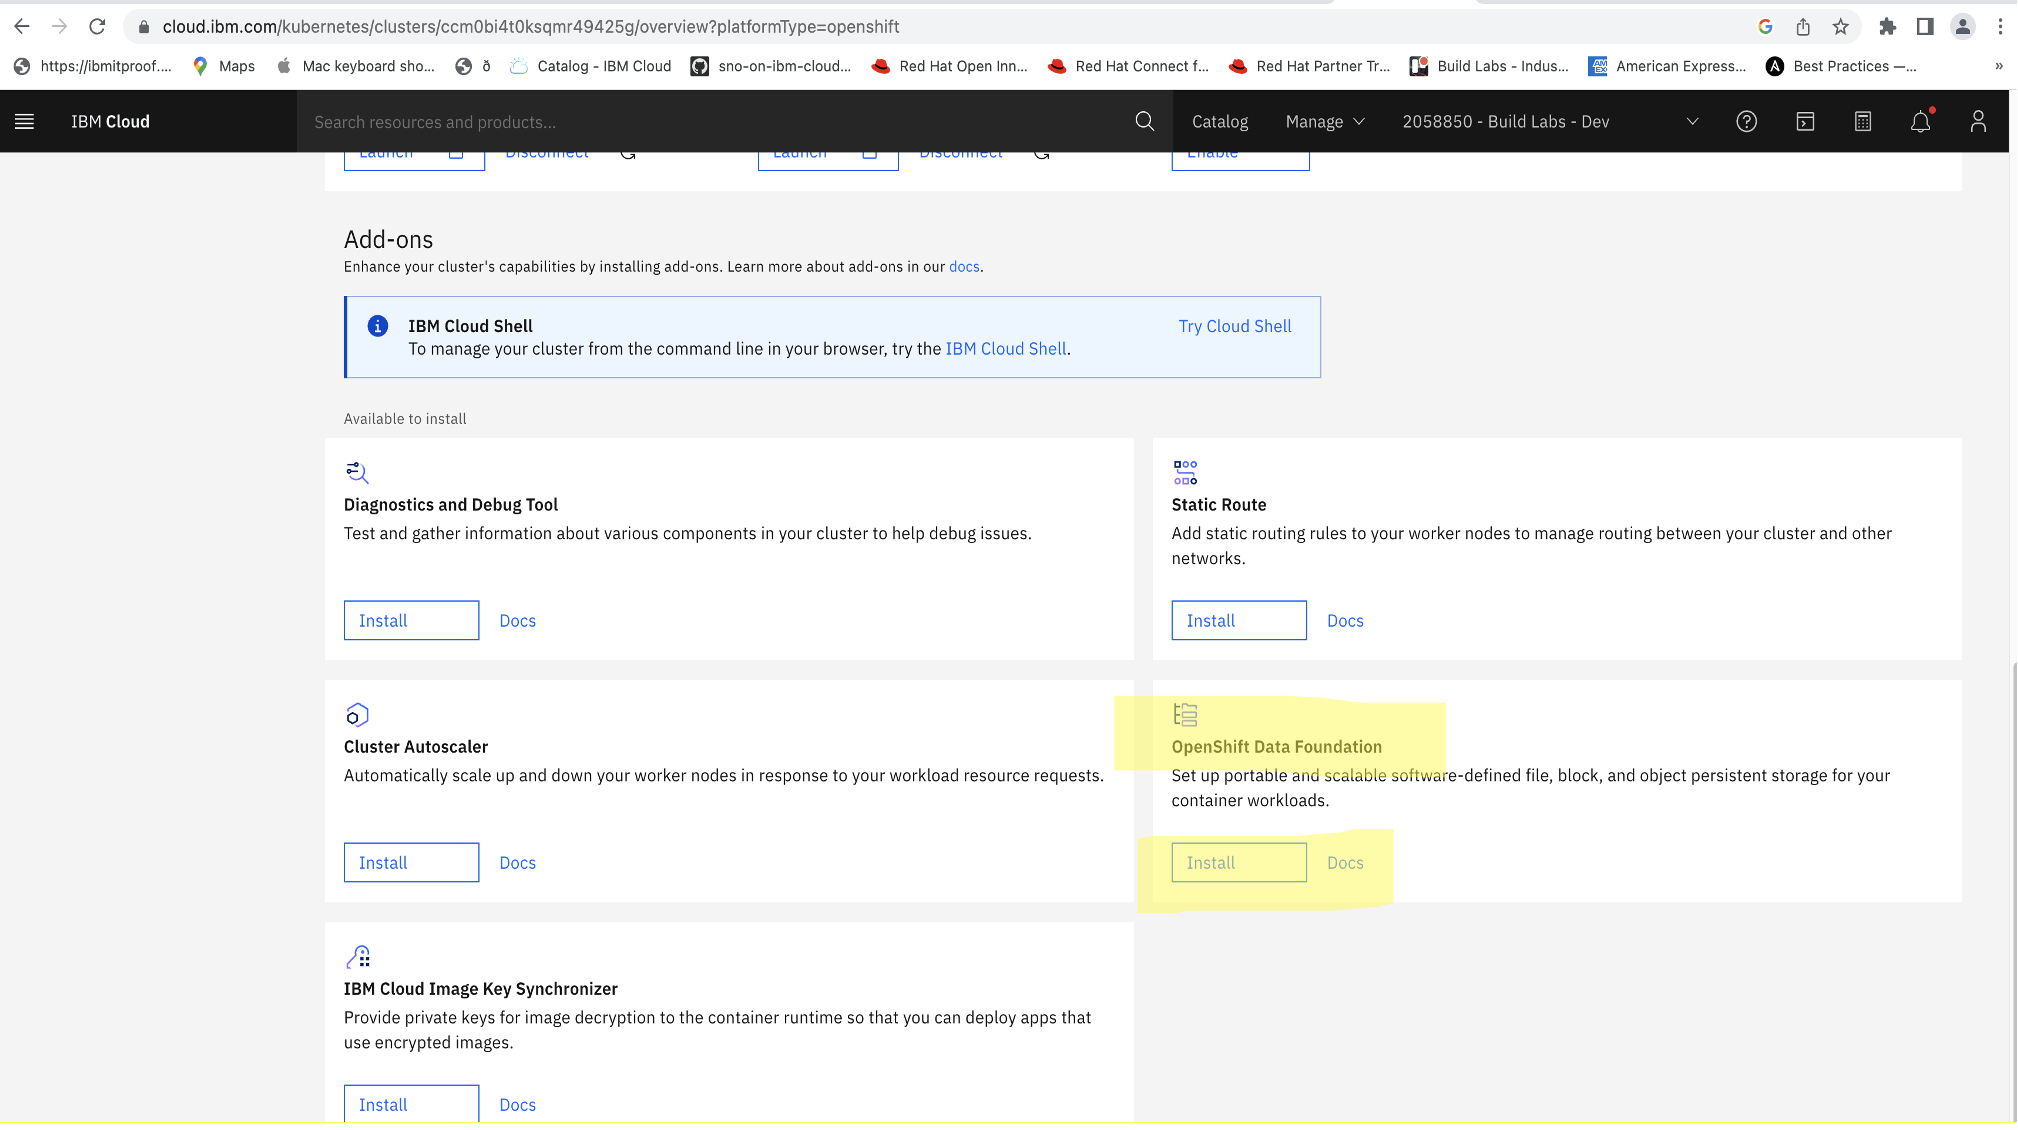 cloud.ibm.com/kubernetes/clusters/ccm0bi4t0ksqmr49425g/overview?platformType=openshift
https://ibmitproof.... Maps Mac keyboard sho... ð Catalog - IBM Cloud sno-on-ibm-cloud... Red Hat Open Inn... Red Hat Connect f... Red Hat Partner Tr... Build Labs - Indus... American Express... Best Practices —... »
IBM Cloud Search resources and products... Catalog Manage 2058850 - Build Labs - Dev
Launch Disconnect Launch Disconnect Enable
Add-ons
Enhance your cluster's capabilities by installing add-ons. Learn more about add-ons in our docs.
IBM Cloud Shell Try Cloud Shell
To manage your cluster from the command line in your browser, try the IBM Cloud Shell.
Available to install
Diagnostics and Debug Tool
Test and gather information about various components in your cluster to help debug issues.
Install Docs
Static Route
Add static routing rules to your worker nodes to manage routing between your cluster and other
networks.
Install Docs
Cluster Autoscaler
Automatically scale up and down your worker nodes in response to your workload resource requests.
Install Docs
OpenShift Data Foundation
Set up portable and scalable software-defined file, block, and object persistent storage for your
container workloads.
Install Docs
IBM Cloud Image Key Synchronizer
Provide private keys for image decryption to the container runtime so that you can deploy apps that
use encrypted images.
Install Docs